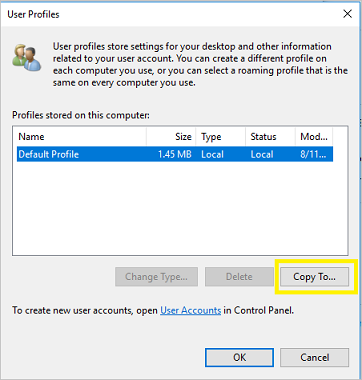 User Profiles
User profiles store settings for your desktop and other information
related to your user account. You can create a different profile on
each computer you use, or you can select a roaming profile that is the
same on every computer you use.
Profiles stored on this computer:
Name Size Type Status Mod...
Default Profile 1.45 MB Local Local 8/11...
Change Type... Delete Copy To...
To create new user accounts, open User Accounts in Control Panel.
OK Cancel